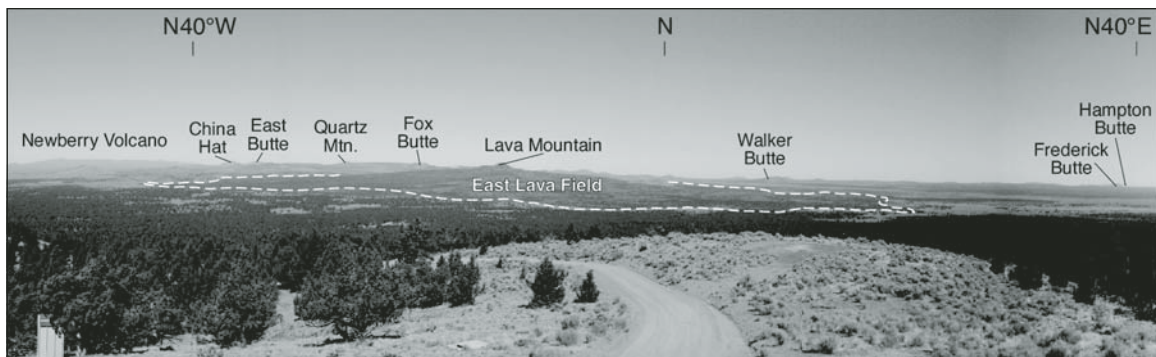 N40°W
N
N40°E
Newberry Volcano
China
Hat
East
Butte
Quartz
Mtn.
Fox
Butte
Lava Mountain
Walker
Butte
Hampton
Butte
Frederick
Butte
East Lava Field